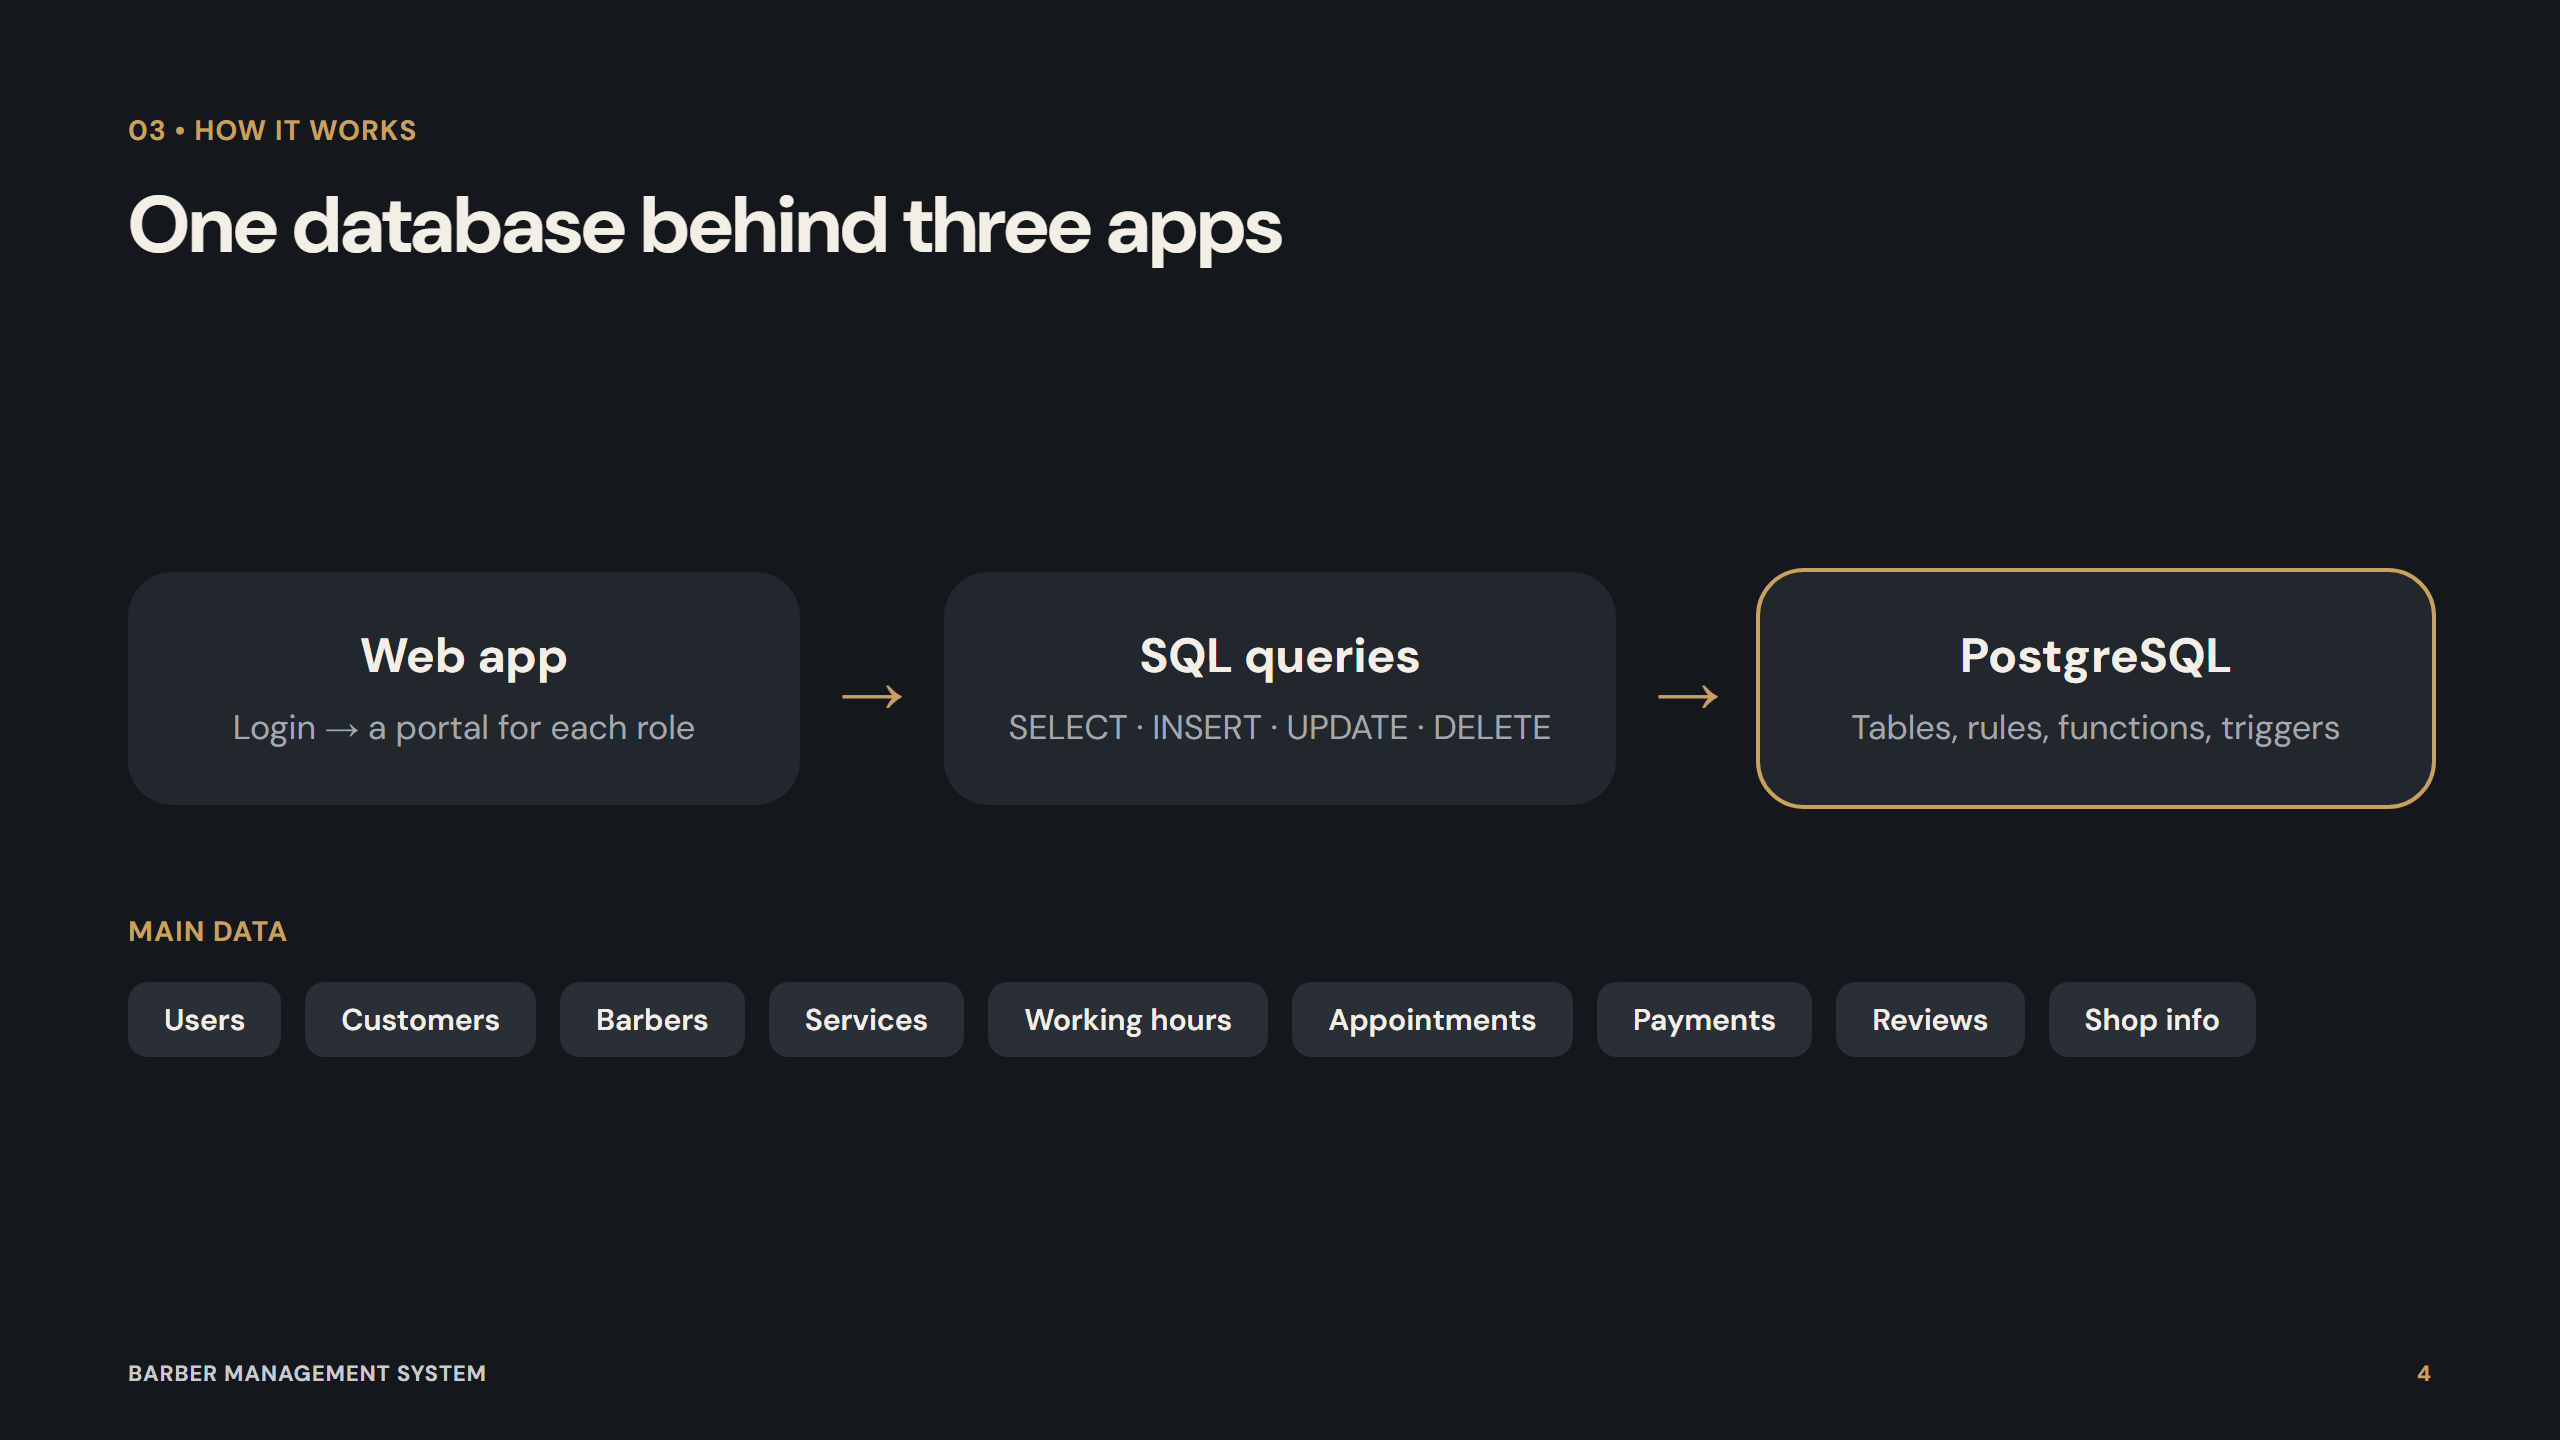 03 • HOW IT WORKS
One database behind three apps
Web app
Login → a portal for each role
→
SQL queries
SELECT · INSERT · UPDATE · DELETE
→
PostgreSQL
Tables, rules, functions, triggers
MAIN DATA
Users Customers Barbers Services Working hours Appointments Payments Reviews Shop info
BARBER MANAGEMENT SYSTEM
4